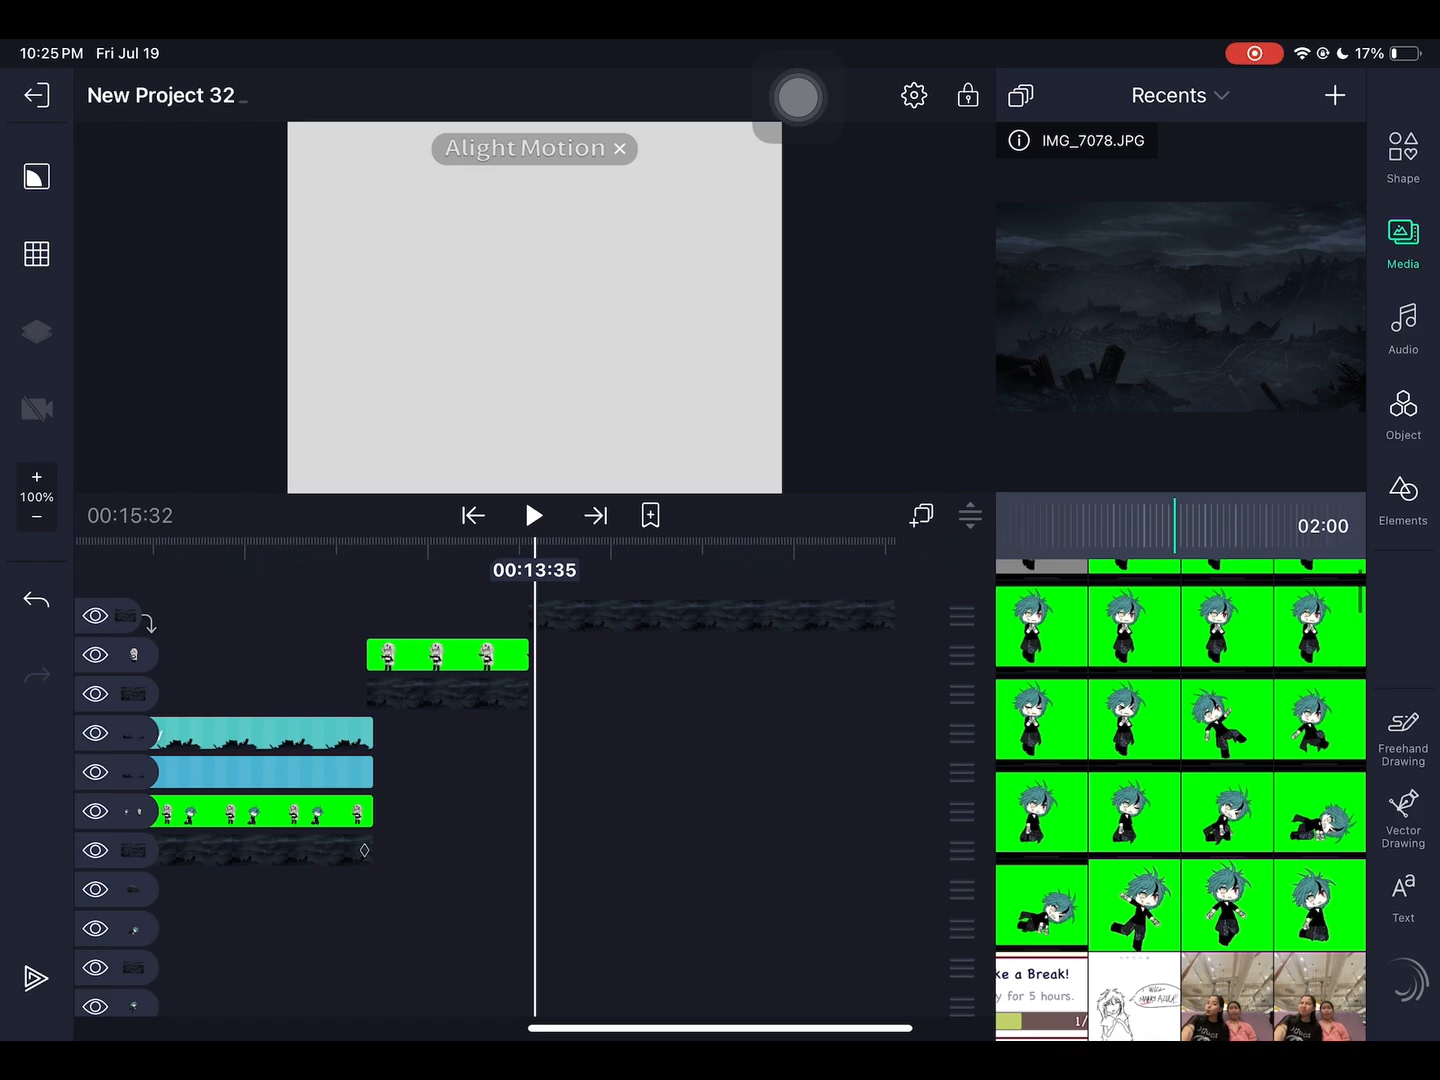 10:25 PM Fri Jul 19
17%
New Project 32
Recents
Alight Motion ×
IMG_7078.JPG
Shape
Media
Audio
Object
Elements
+
100%
−
00:15:32
02:00
00:13:35
Freehand
Drawing
Vector
Drawing
Aa
Text
ke a Break!
y for 5 hours.
1/